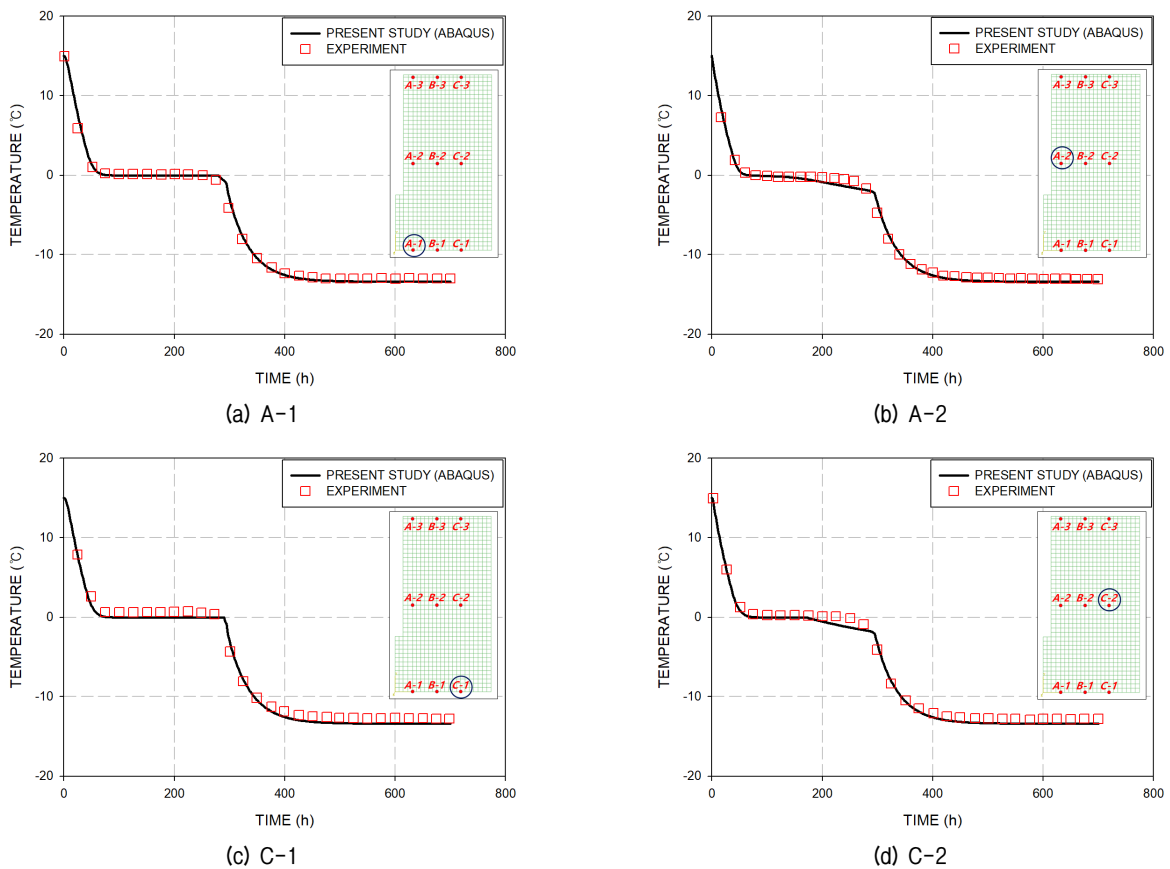 20
10
0
-10
-20
TEMPERATURE (℃)
PRESENT STUDY (ABAQUS)
EXPERIMENT
A-3 B-3 C-3
A-2 B-2 C-2
A-1 B-1 C-1
0 200 400 600 800
TIME (h)
(a) A-1
20
10
0
-10
-20
TEMPERATURE (℃)
PRESENT STUDY (ABAQUS)
EXPERIMENT
A-3 B-3 C-3
A-2 B-2 C-2
A-1 B-1 C-1
0 200 400 600 800
TIME (h)
(b) A-2
20
10
0
-10
-20
TEMPERATURE (℃)
PRESENT STUDY (ABAQUS)
EXPERIMENT
A-3 B-3 C-3
A-2 B-2 C-2
A-1 B-1 C-1
0 200 400 600 800
TIME (h)
(c) C-1
20
10
0
-10
-20
TEMPERATURE (℃)
PRESENT STUDY (ABAQUS)
EXPERIMENT
A-3 B-3 C-3
A-2 B-2 C-2
A-1 B-1 C-1
0 200 400 600 800
TIME (h)
(d) C-2